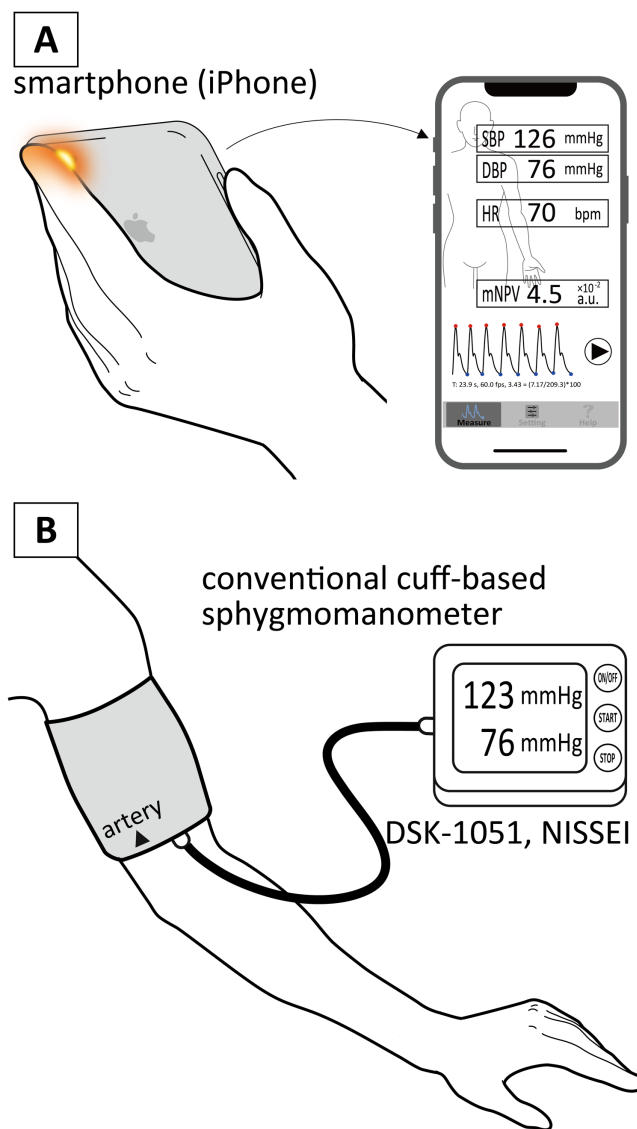 A
smartphone (iPhone)
SBP 126 mmHg
DBP 76 mmHg
HR 70 bpm
mNPV 4.5 ×10⁻² a.u.
T: 23.9 s, 60.0 fps, 3.43 = (7.17/209.3)*100
Measure Setting Help
B
conventional cuff-based
sphygmomanometer
123 mmHg
76 mmHg
ON/OFF
START
STOP
artery
DSK-1051, NISSEI